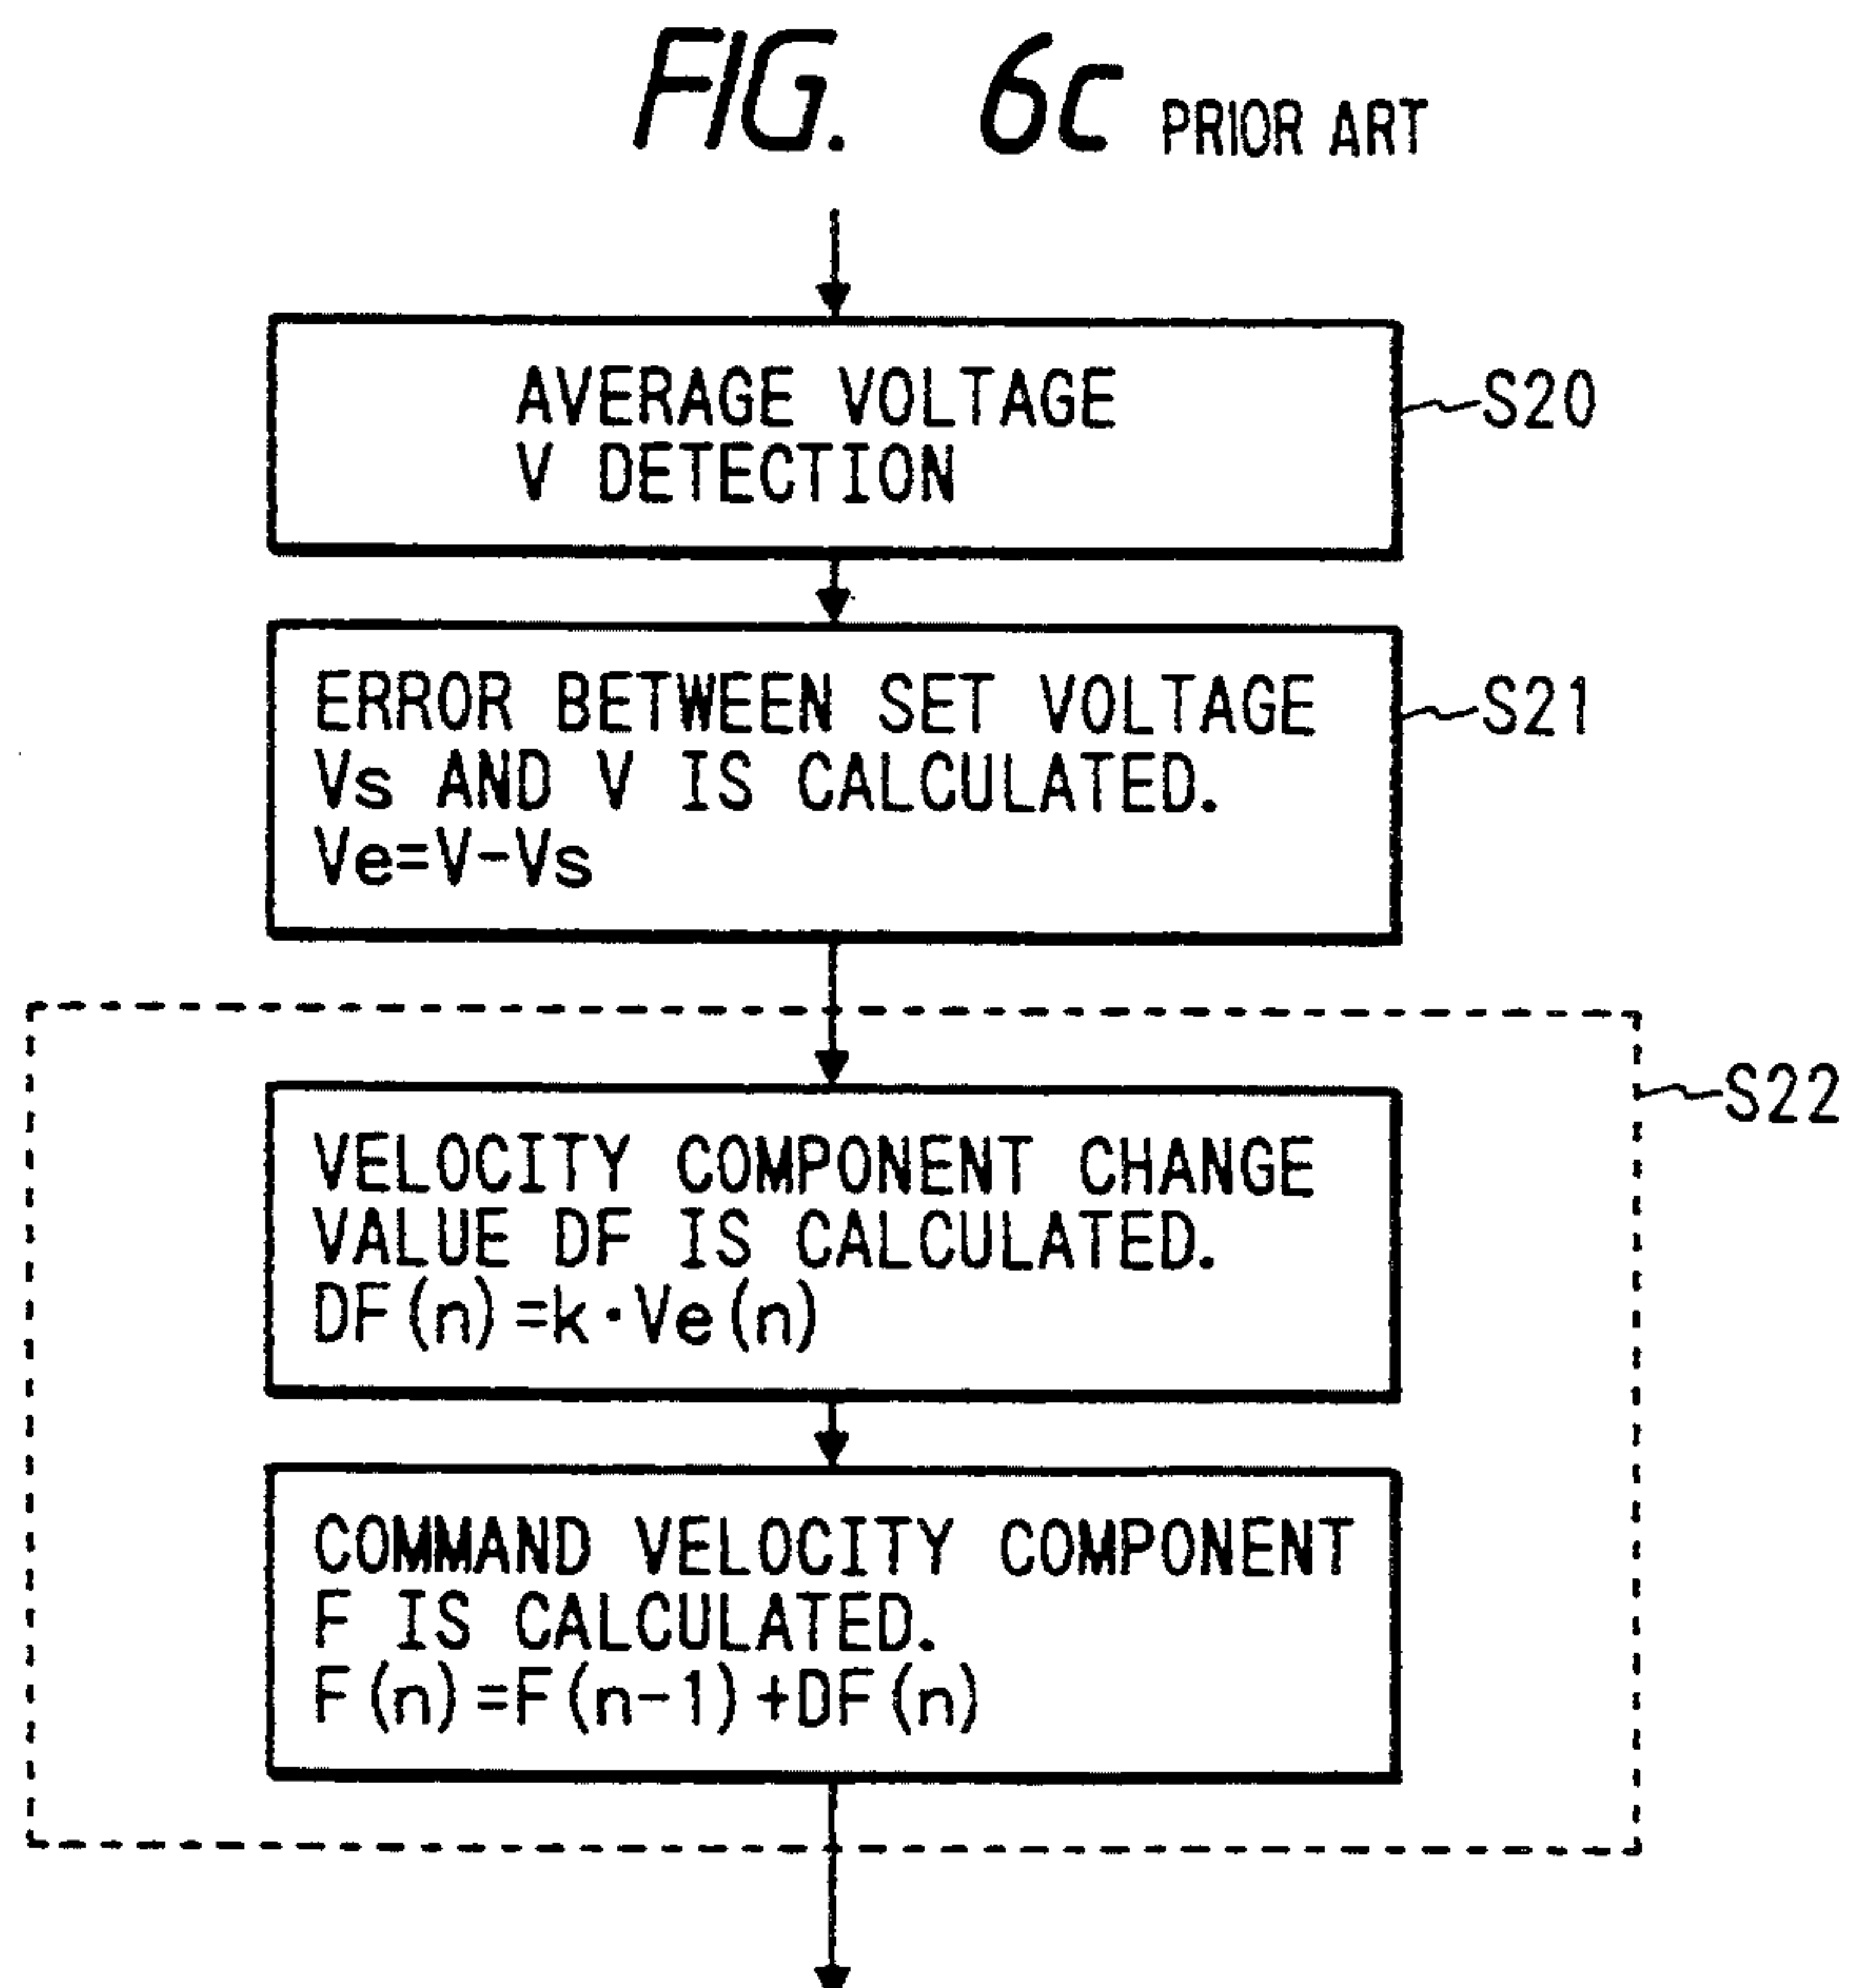 FIG. 6c PRIOR ART
AVERAGE VOLTAGE
V DETECTION
S20
ERROR BETWEEN SET VOLTAGE
Vs AND V IS CALCULATED.
Ve=V-Vs
S21
S22
VELOCITY COMPONENT CHANGE
VALUE DF IS CALCULATED.
DF(n)=k·Ve(n)
COMMAND VELOCITY COMPONENT
F IS CALCULATED.
F(n)=F(n-1)+DF(n)